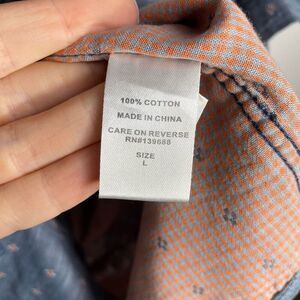 100% COTTON
MADE IN CHINA
CARE ON REVERSE
RN#139688
SIZE
L